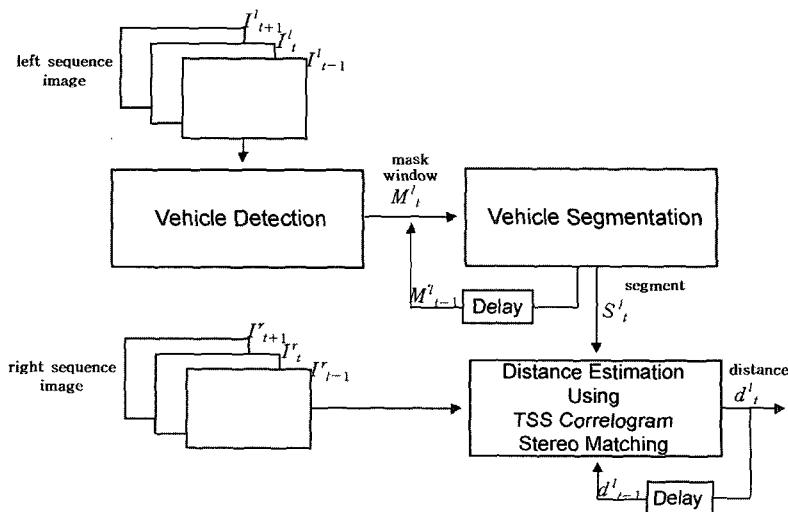 I^l_{t+1}
I^l_t
I^l_{t-1}
left sequence
image
mask
window
M^l_t
Vehicle Detection
Vehicle Segmentation
M^l_{t-1}
Delay
segment
S^l_t
I^r_{t+1}
I^r_t
I^r_{t-1}
right sequence
image
Distance Estimation
Using
TSS Correlogram
Stereo Matching
distance
d^l_t
d^l_{t-1}
Delay